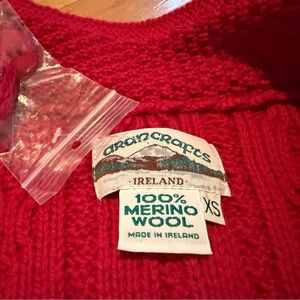 arancrafts
·IRELAND·
XS
100%
MERINO
WOOL
MADE IN IRELAND